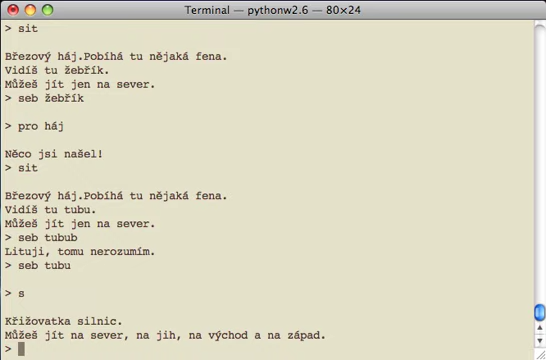 Terminal — pythonw2.6 — 80×24
> sit
Březový háj.Pobíhá tu nějaká fena.
Vidíš tu žebřík.
Můžeš jít jen na sever.
> seb žebřík
> pro háj
Něco jsi našel!
> sit
Březový háj.Pobíhá tu nějaká fena.
Vidíš tu tubu.
Můžeš jít jen na sever.
> seb tubub
Lituji, tomu nerozumím.
> seb tubu
> s
Křižovatka silnic.
Můžeš jít na sever, na jih, na východ a na západ.
>